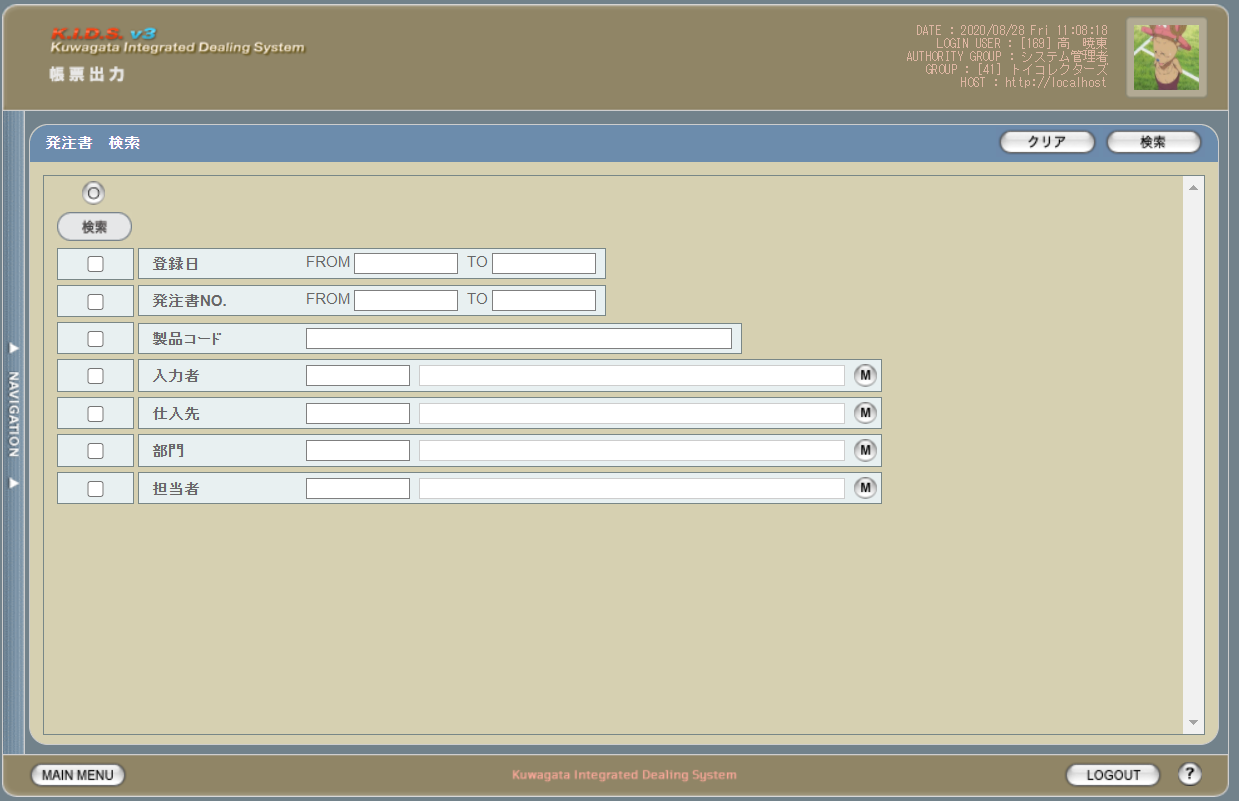 K.I.D.S. v3
Kuwagata Integrated Dealing System
帳票出力
DATE : 2020/08/28 Fri 11:08:18
LOGIN USER : [169] 高　暁東
AUTHORITY GROUP : システム管理者
GROUP : [41] トイコレクターズ
HOST : http://localhost
発注書　検索
クリア
検索
O
検索
登録日 FROM TO
発注書NO. FROM TO
製品コード
入力者 M
仕入先 M
部門 M
担当者 M
NAVIGATION
MAIN MENU
Kuwagata Integrated Dealing System
LOGOUT
?